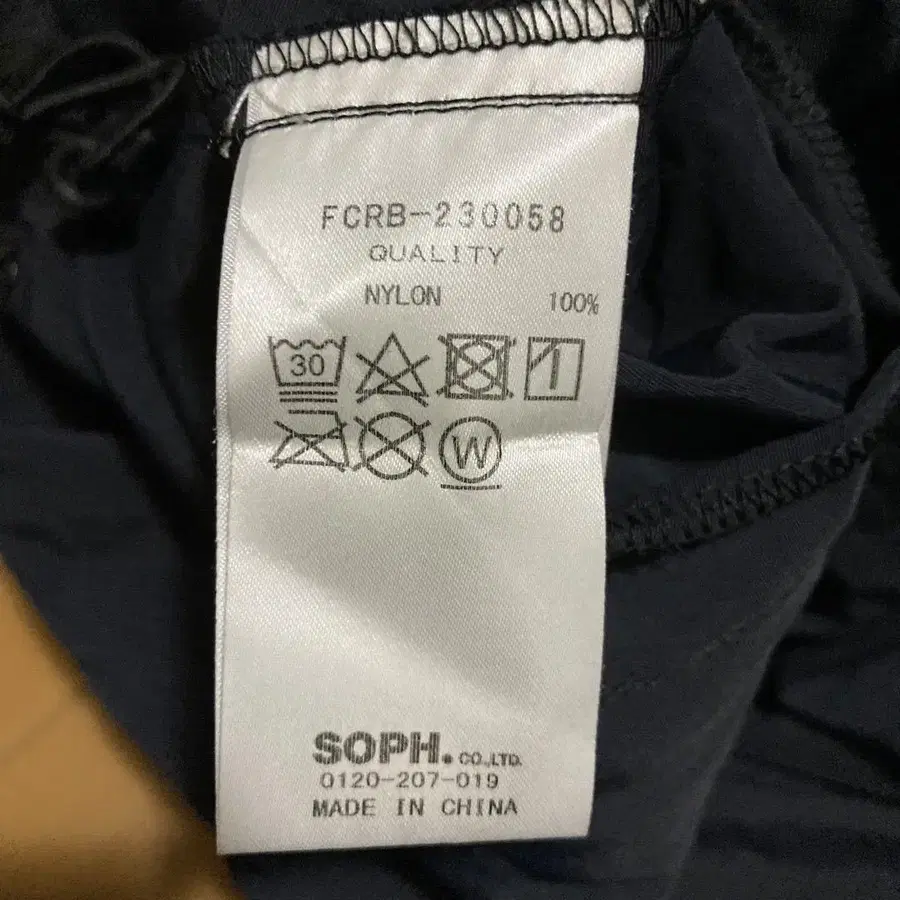 FCRB-230058
QUALITY
NYLON 100%
30
W
SOPH. CO.,LTD.
0120-207-019
MADE IN CHINA